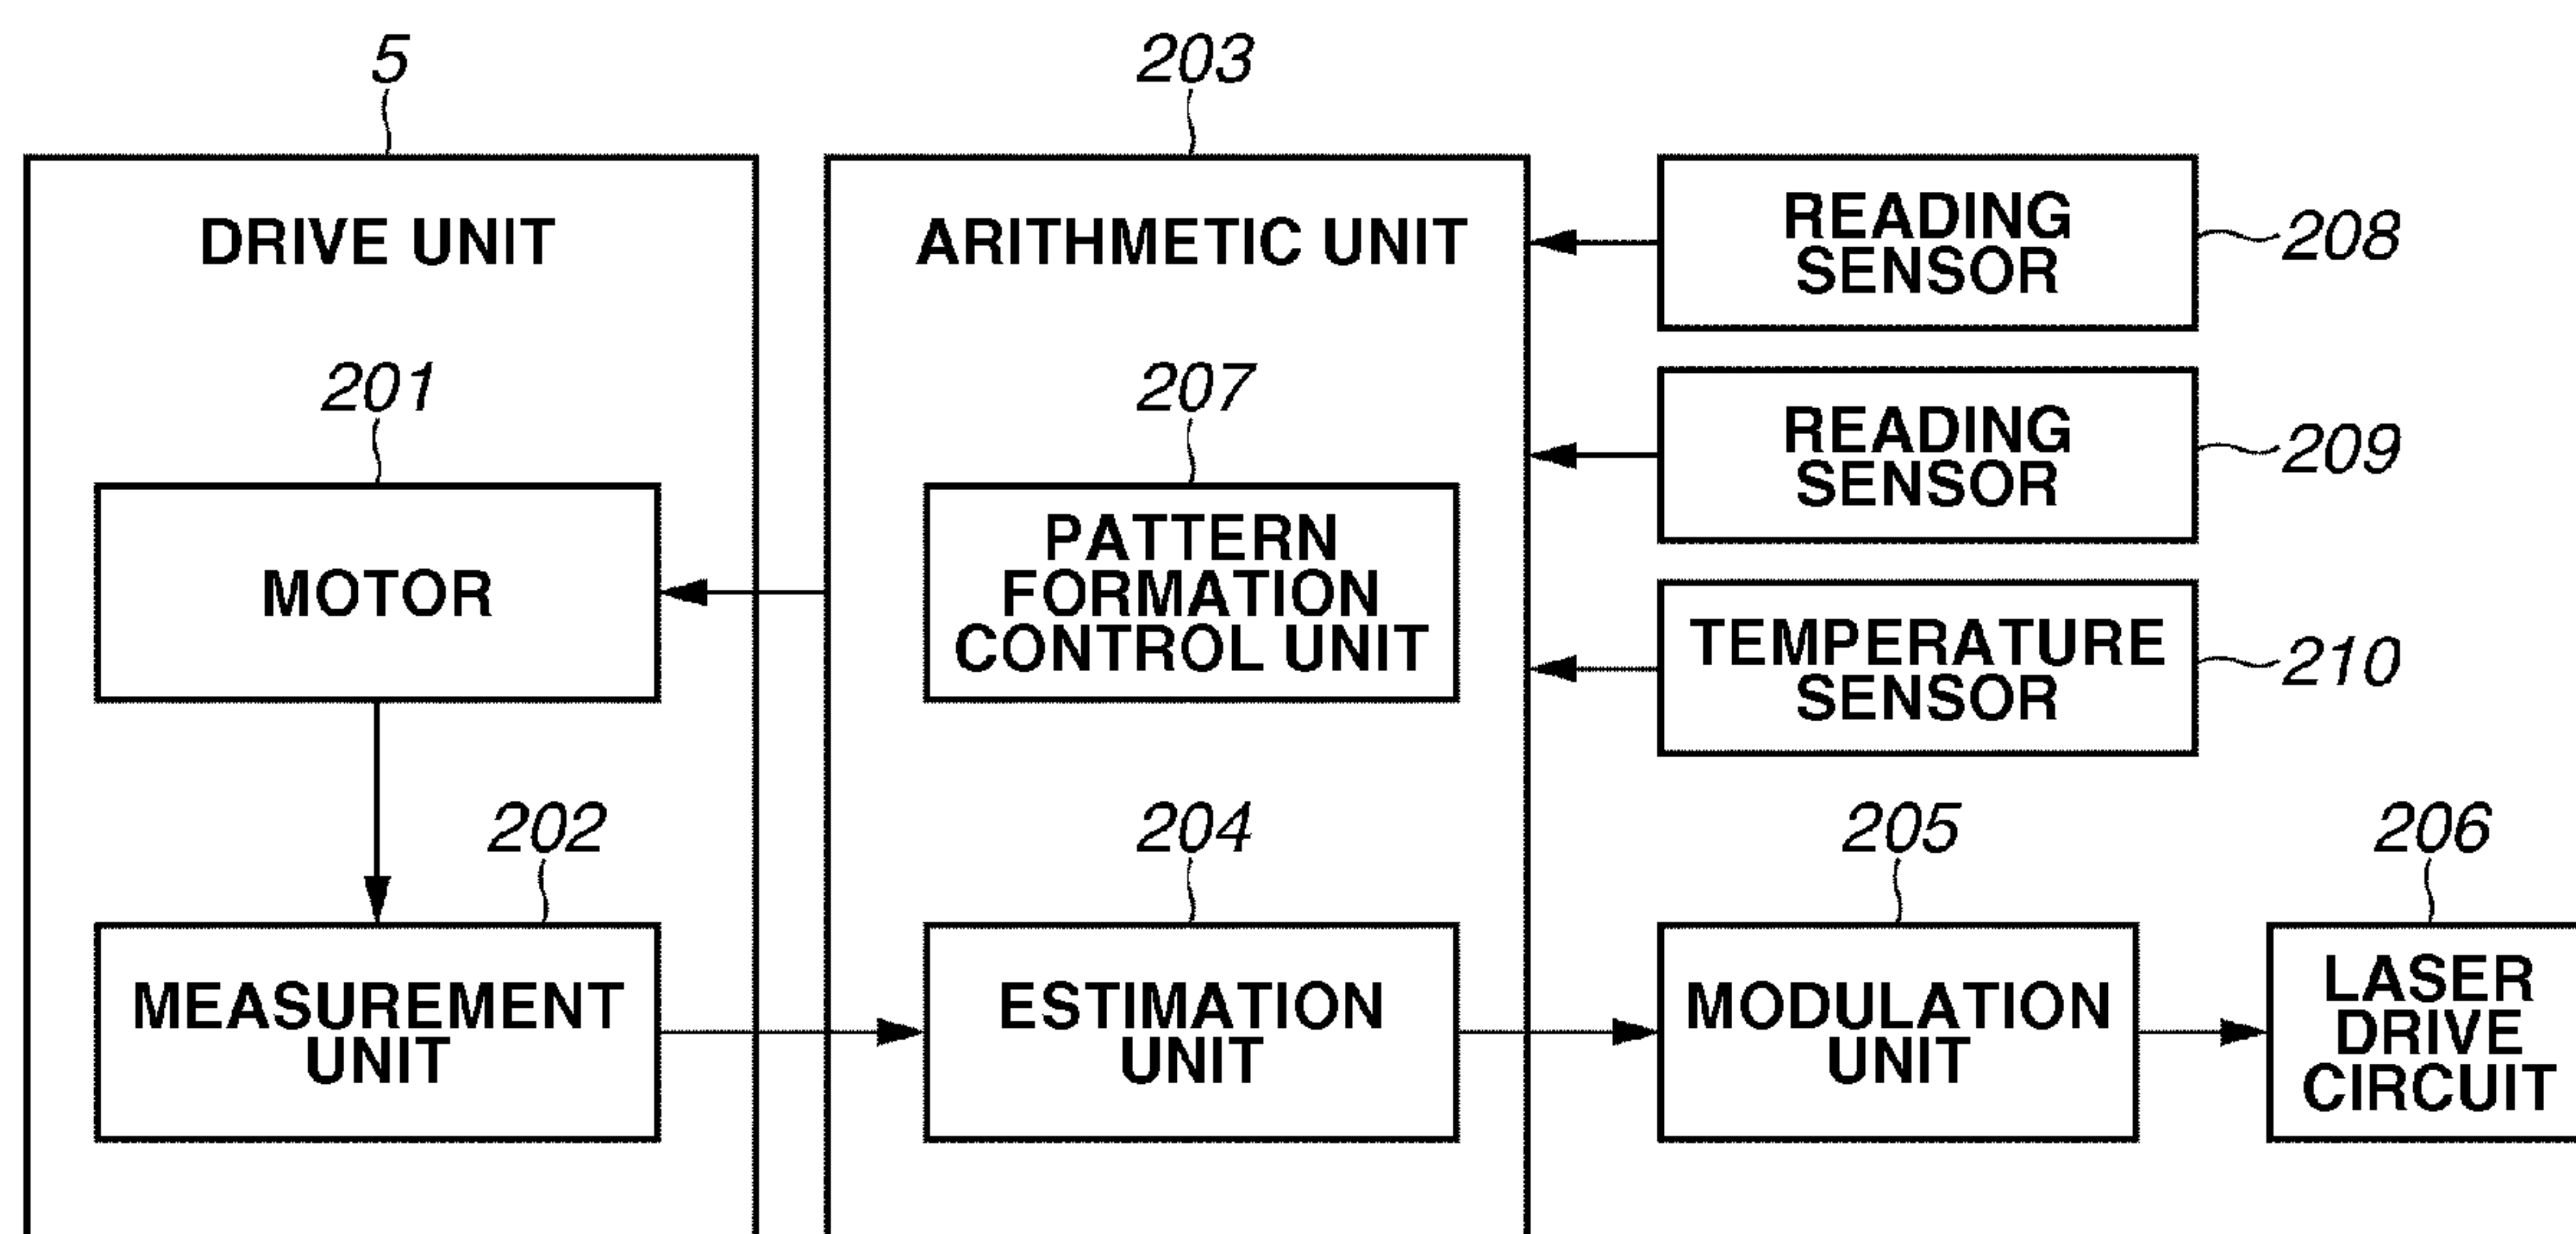 5
203
DRIVE UNIT
ARITHMETIC UNIT
READING
SENSOR
208
201
207
READING
SENSOR
209
MOTOR
PATTERN
FORMATION
CONTROL UNIT
TEMPERATURE
SENSOR
210
202
204
205
206
MEASUREMENT
UNIT
ESTIMATION
UNIT
MODULATION
UNIT
LASER
DRIVE
CIRCUIT